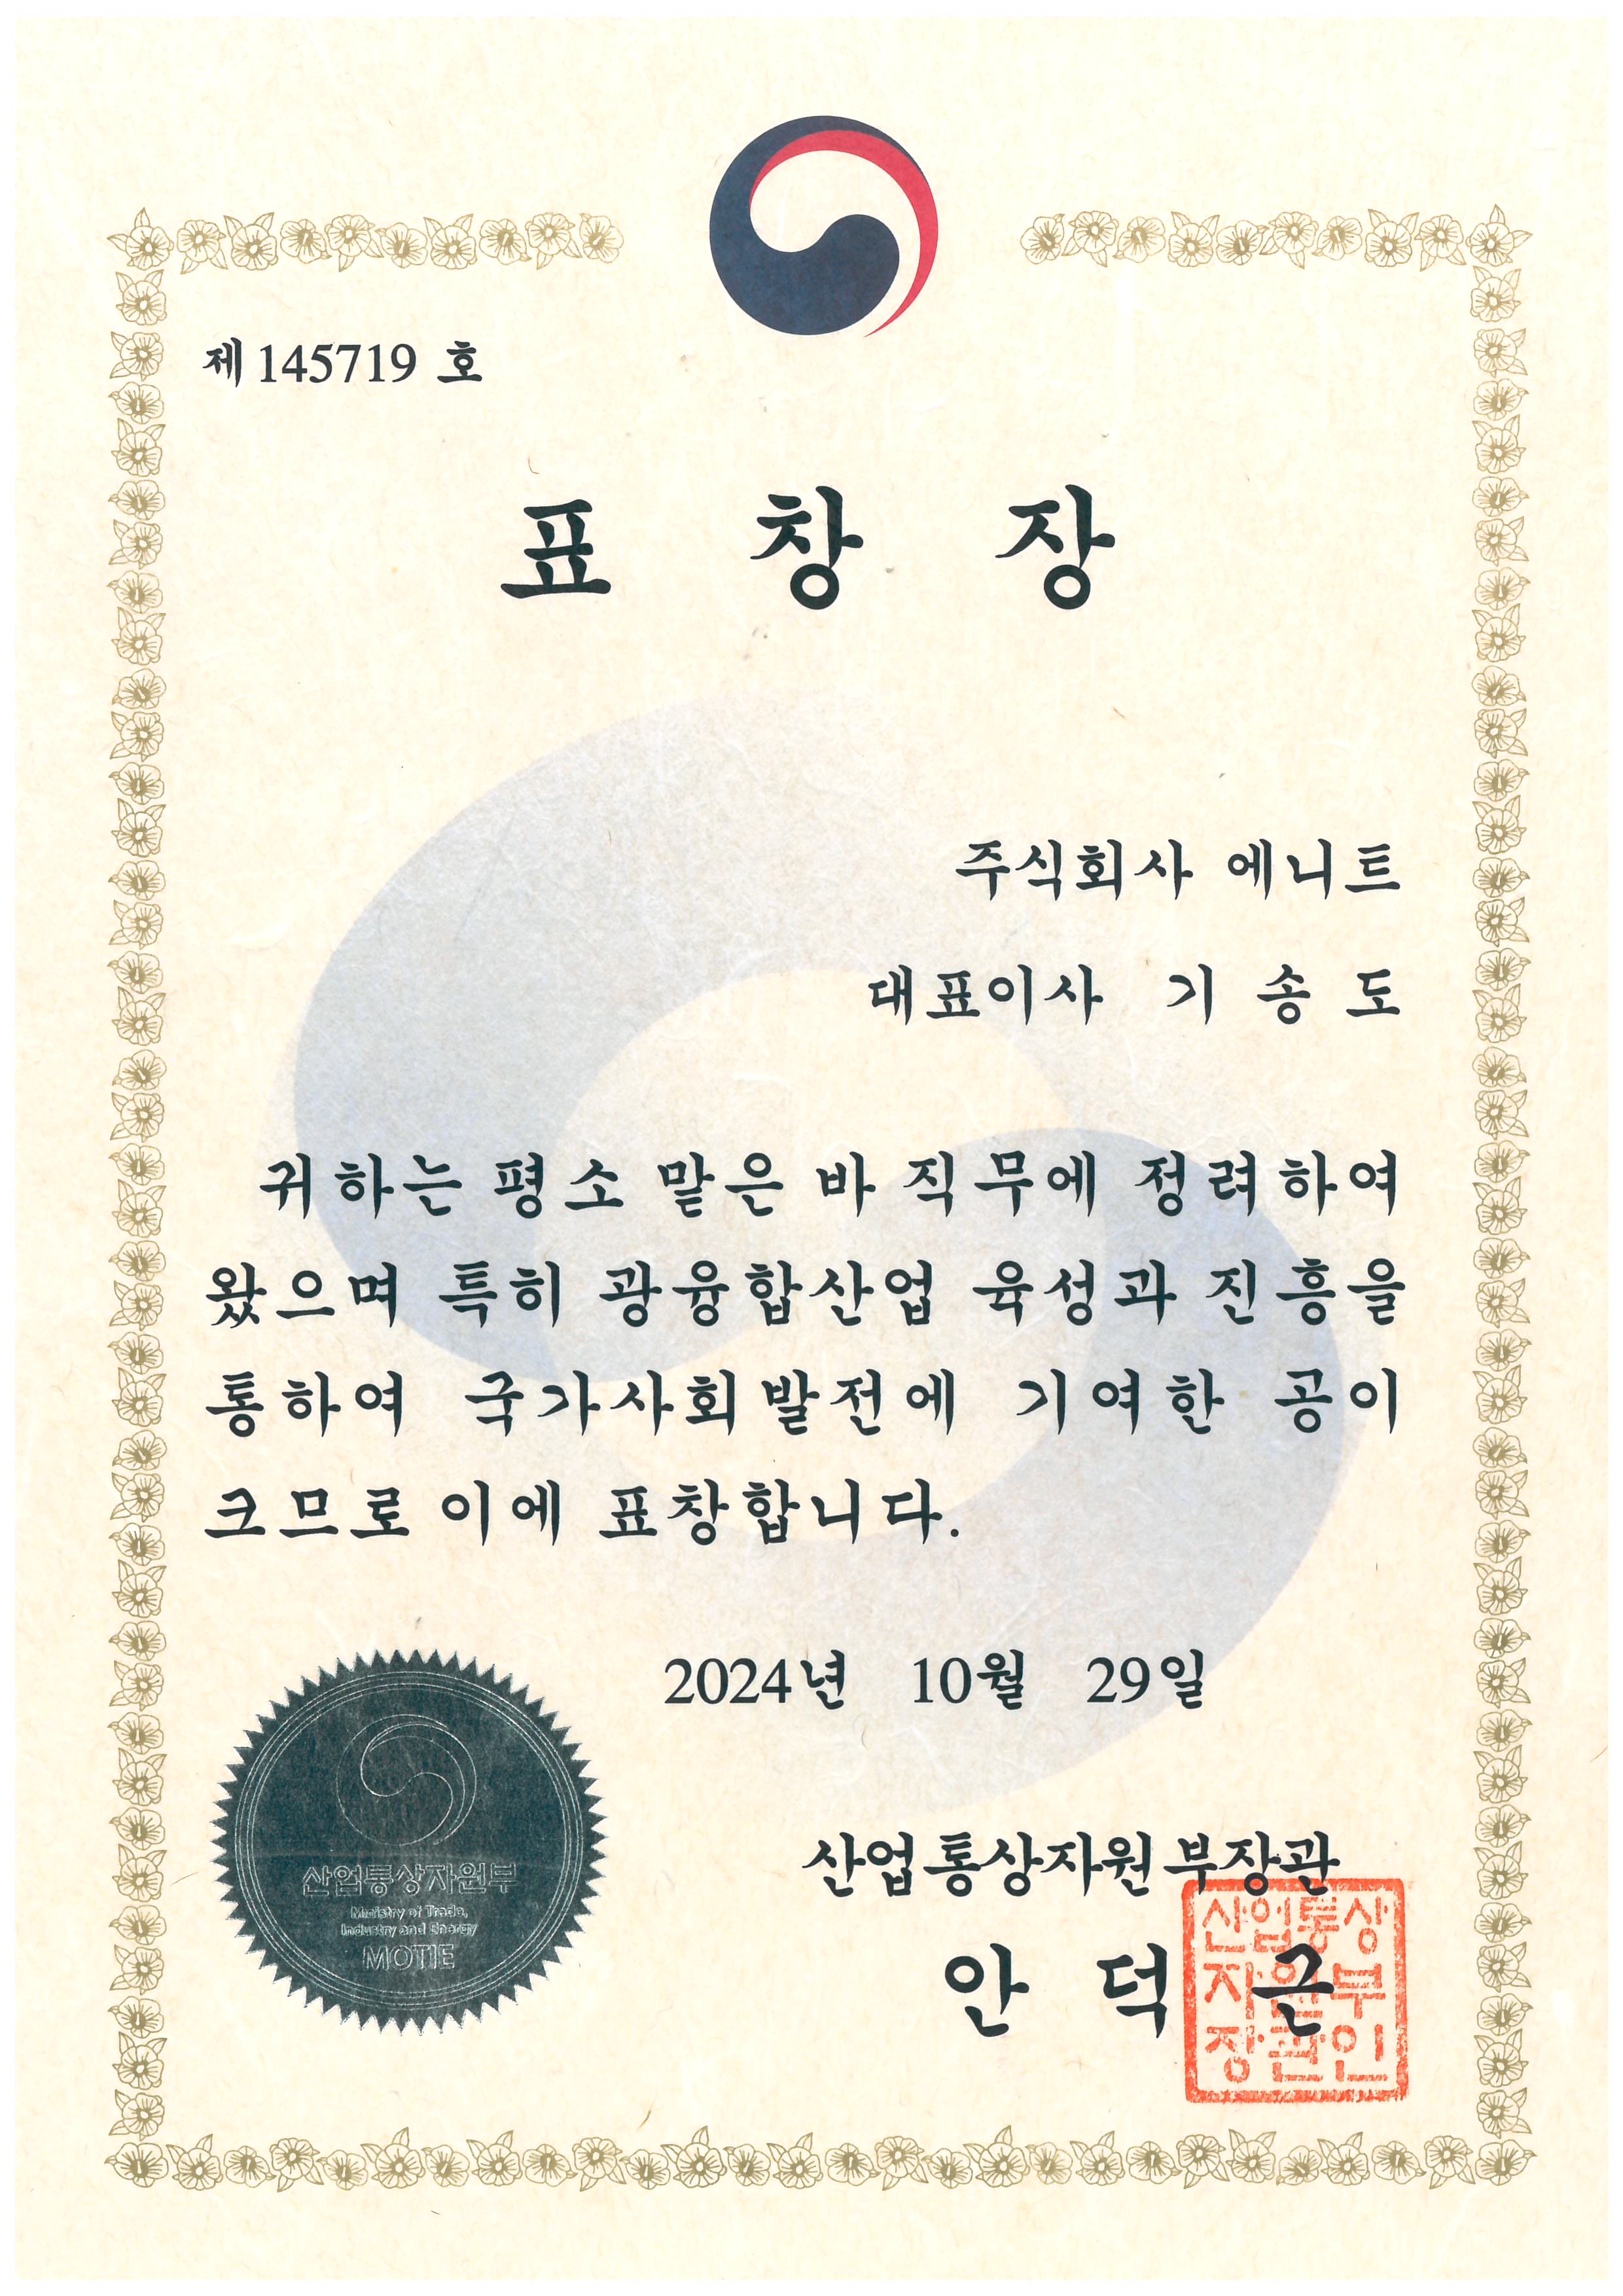 제 145719 호
표 창 장
주식회사 에니트
대표이사 기 송 도
귀하는 평소 맡은 바 직무에 정려하여
왔으며 특히 광융합산업 육성과 진흥을
통하여 국가사회발전에 기여한 공이
크므로 이에 표창합니다.
2024년 10월 29일
산업통상자원부
Ministry of Trade,
Industry and Energy
MOTIE
산업통상자원부장관
안 덕 근
산업통상
자원부
장관인